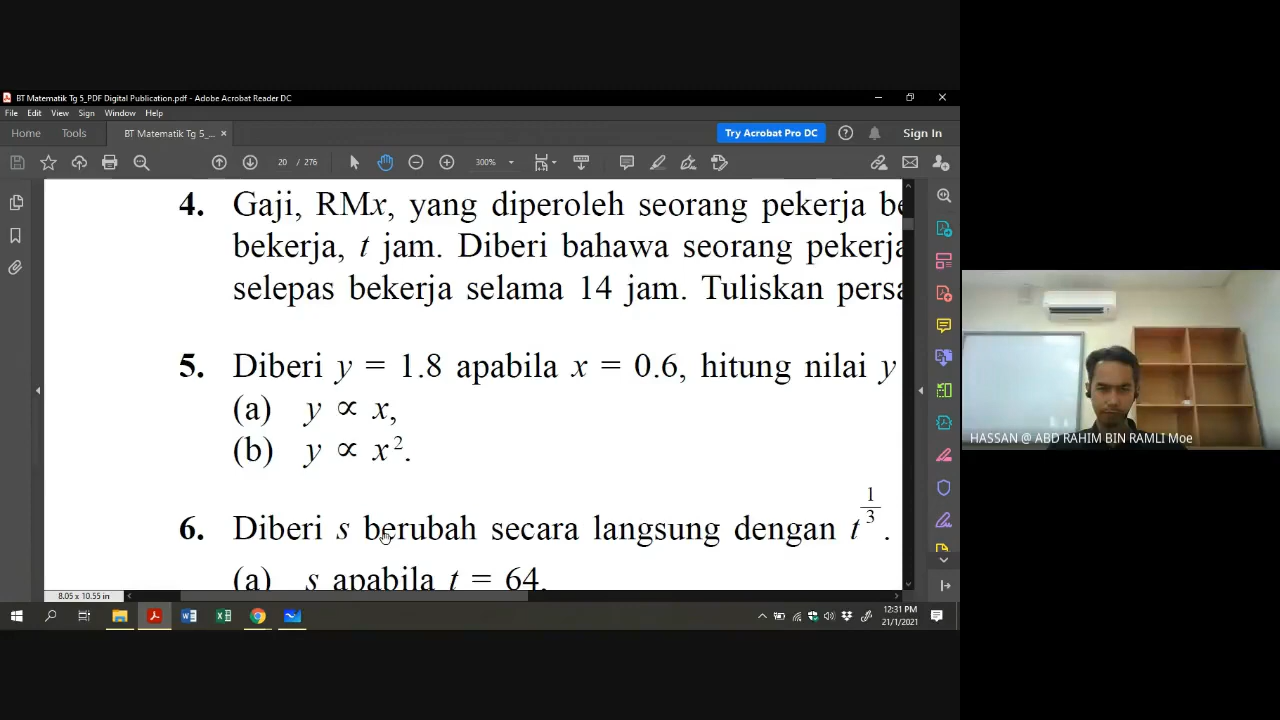 BT Matematik Tg 5_PDF Digital Publication.pdf - Adobe Acrobat Reader DC
File Edit View Sign Window Help
Home Tools BT Matematik Tg 5_... × Try Acrobat Pro DC Sign In
20 / 276 300%
4. Gaji, RMx, yang diperoleh seorang pekerja be
bekerja, t jam. Diberi bahawa seorang pekerja
selepas bekerja selama 14 jam. Tuliskan persa
5. Diberi y = 1.8 apabila x = 0.6, hitung nilai y
(a) y ∝ x,
(b) y ∝ x².
6. Diberi s berubah secara langsung dengan t^(1/3).
(a) s apabila t = 64,
8.05 x 10.55 in
12:31 PM
21/1/2021
HASSAN @ ABD RAHIM BIN RAMLI Moe